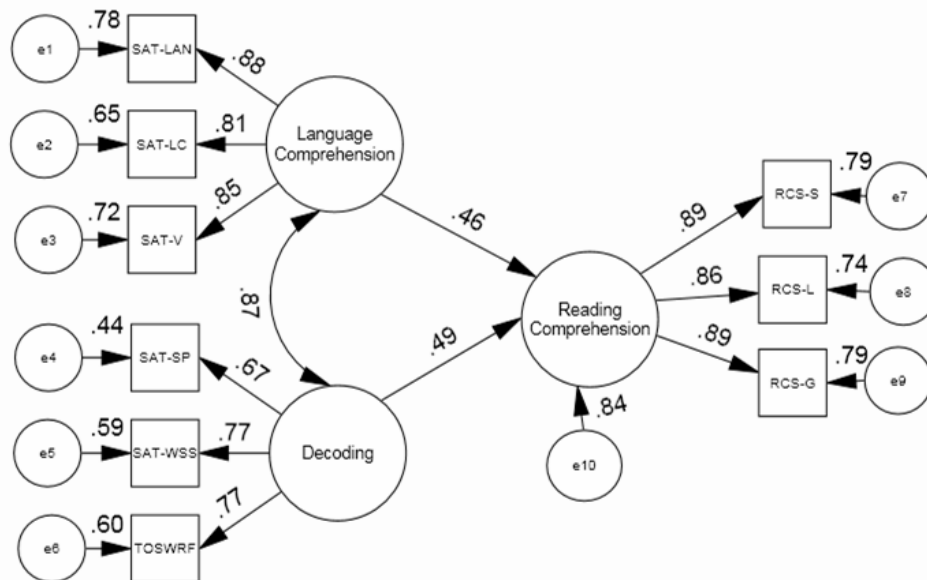 .78
e1
SAT-LAN
.88
.65
e2
SAT-LC
.81
Language
Comprehension
.72
e3
SAT-V
.85
.46
.87
.44
e4
SAT-SP
.67
.49
.59
e5
SAT-WSS
.77
Decoding
.60
e6
TOSWRF
.77
Reading
Comprehension
.84
e10
.89
RCS-S
.79
e7
.86
RCS-L
.74
e8
.89
RCS-G
.79
e9